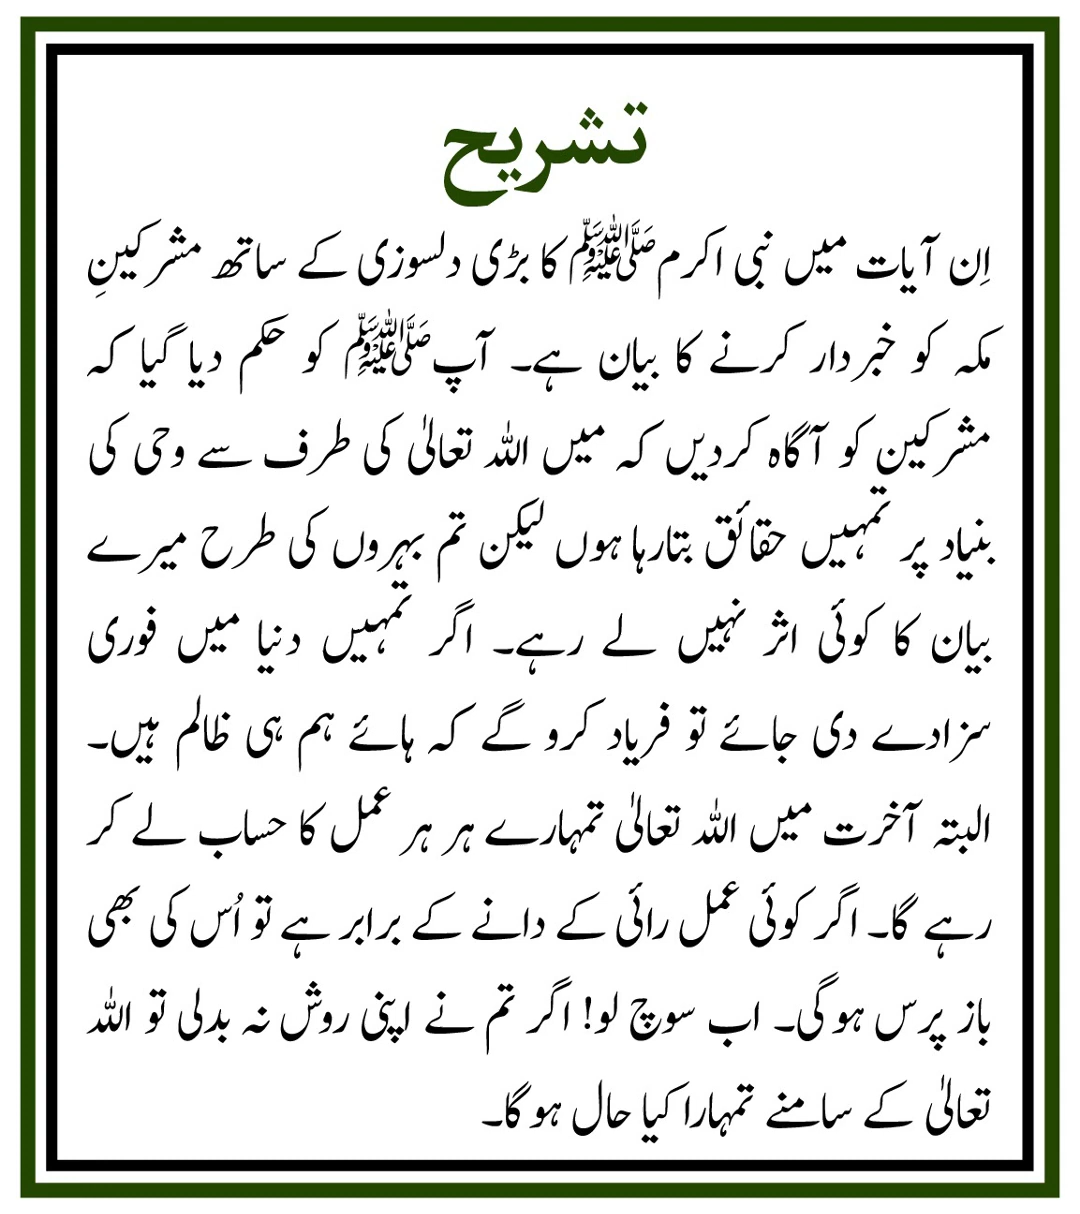 تشریح
اِن آیات میں نبی اکرم ﷺ کا بڑی دلسوزی کے ساتھ مشرکینِ
مکہ کو خبردار کرنے کا بیان ہے۔ آپ ﷺ کو حکم دیا گیا کہ
مشرکین کو آگاہ کردیں کہ میں اللہ تعالیٰ کی طرف سے وحی کی
بنیاد پر تمہیں حقائق بتارہا ہوں لیکن تم بہروں کی طرح میرے
بیان کا کوئی اثر نہیں لے رہے۔ اگر تمہیں دنیا میں فوری
سزادے دی جائے تو فریاد کرو گے کہ ہائے ہم ہی ظالم ہیں۔
البتہ آخرت میں اللہ تعالیٰ تمہارے ہر ہر عمل کا حساب لے کر
رہے گا۔ اگر کوئی عمل رائی کے دانے کے برابر ہے تو اُس کی بھی
باز پرس ہوگی۔ اب سوچ لو! اگر تم نے اپنی روش نہ بدلی تو اللہ
تعالیٰ کے سامنے تمہارا کیا حال ہو گا۔